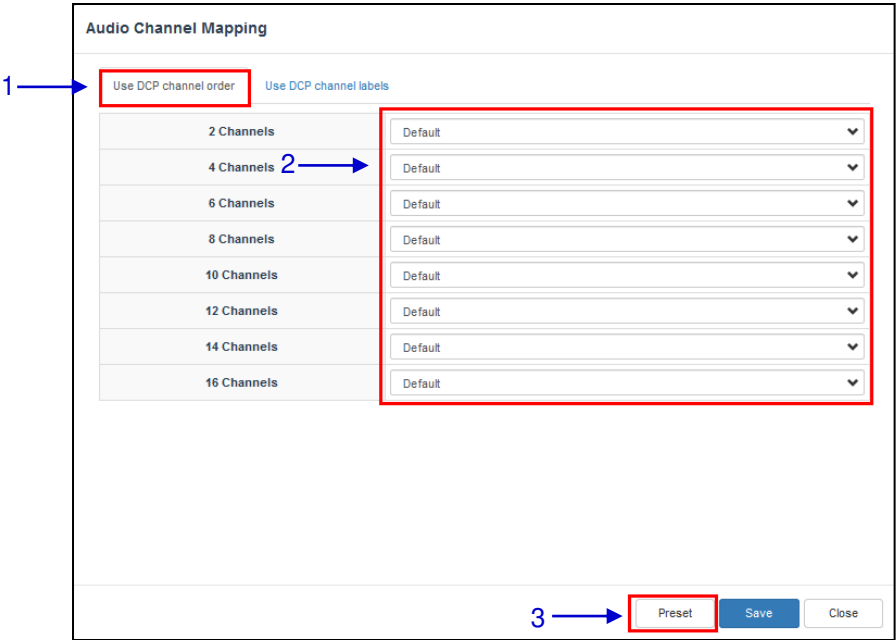 Audio Channel Mapping
1
Use DCP channel order Use DCP channel labels
2 Channels Default
4 Channels 2 Default
6 Channels Default
8 Channels Default
10 Channels Default
12 Channels Default
14 Channels Default
16 Channels Default
3 Preset Save Close